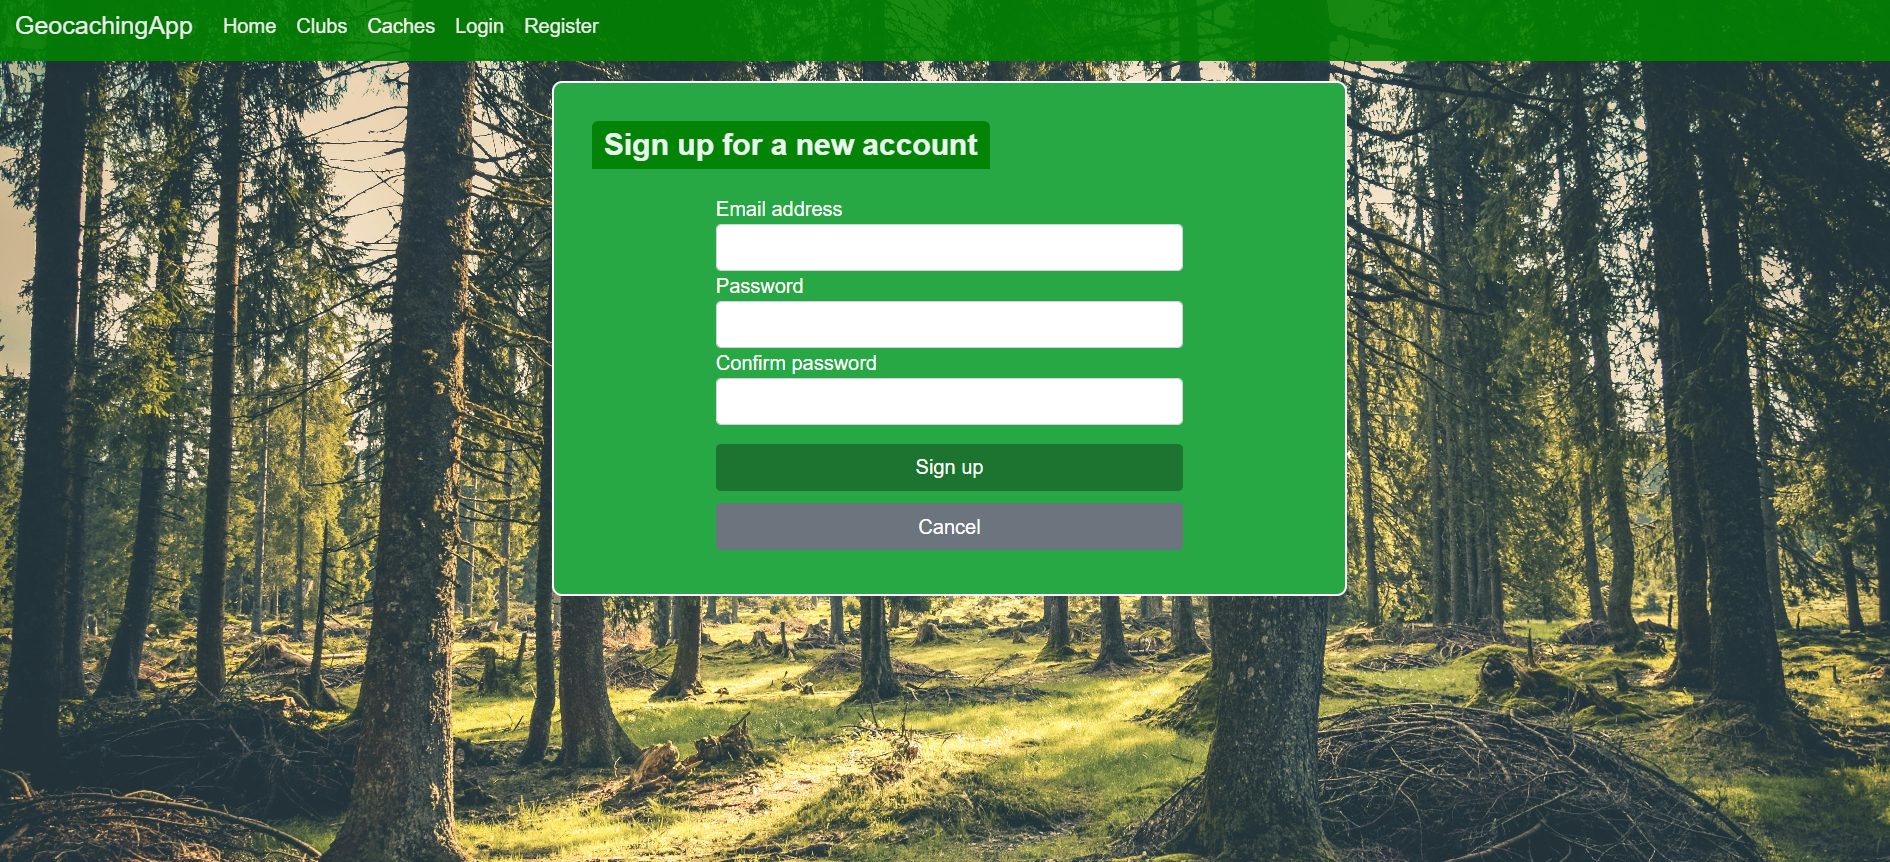 GeocachingApp Home Clubs Caches Login Register
Sign up for a new account
Email address
Password
Confirm password
Sign up
Cancel